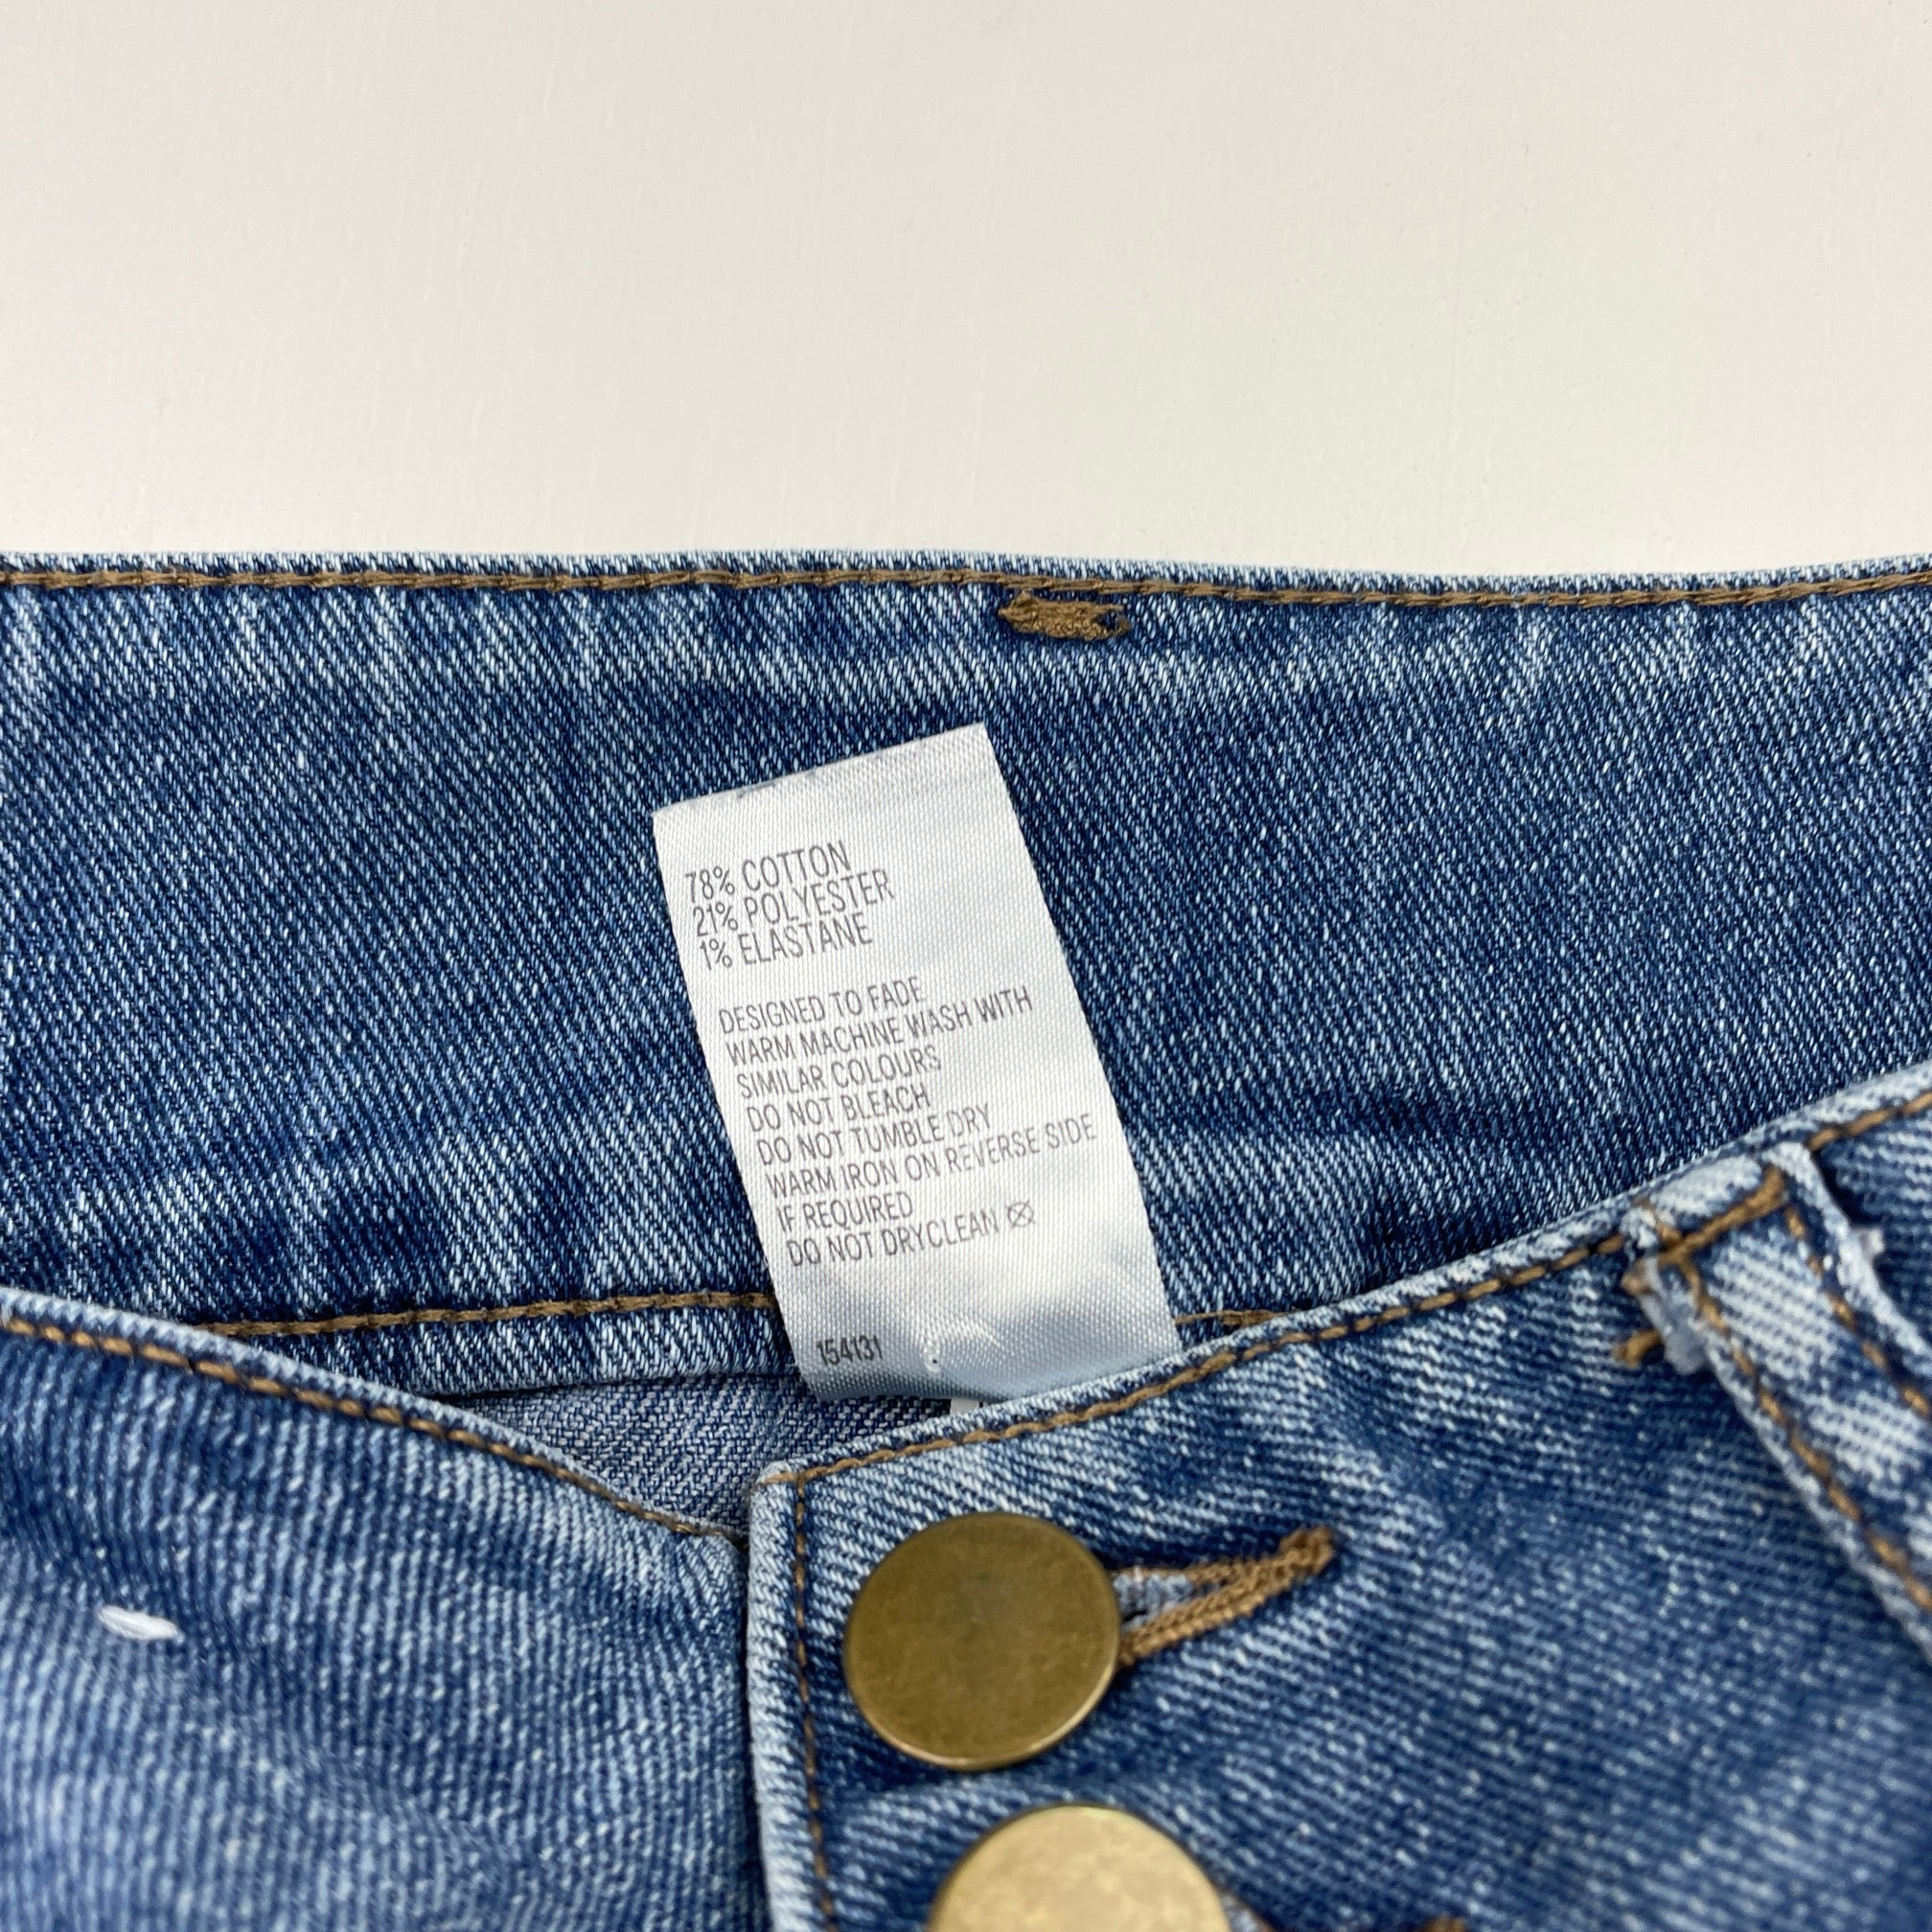 78% COTTON
21% POLYESTER
1% ELASTANE
DESIGNED TO FADE
WARM MACHINE WASH WITH
SIMILAR COLOURS
DO NOT BLEACH
DO NOT TUMBLE DRY
WARM IRON ON REVERSE SIDE
IF REQUIRED
DO NOT DRYCLEAN
154131